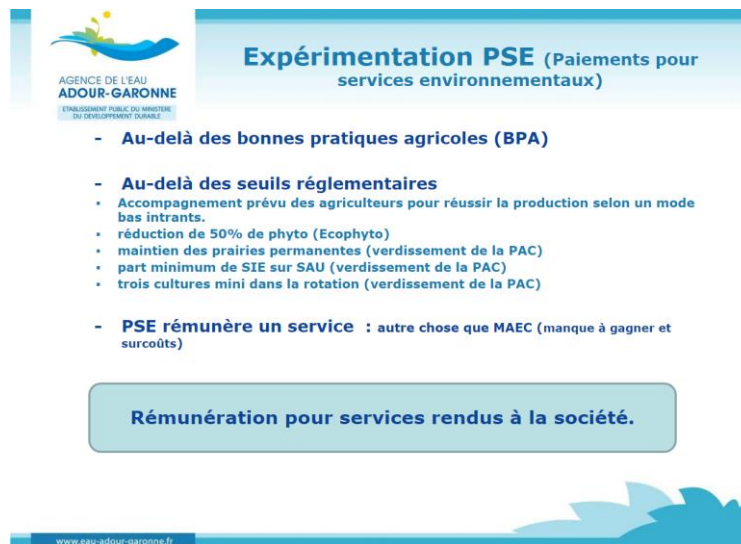 AGENCE DE L'EAU
ADOUR-GARONNE
ETABLISSEMENT PUBLIC DU MINISTERE
DU DEVELOPPEMENT DURABLE
Expérimentation PSE (Paiements pour
services environnementaux)
- Au-delà des bonnes pratiques agricoles (BPA)
- Au-delà des seuils réglementaires
▪ Accompagnement prévu des agriculteurs pour réussir la production selon un mode
bas intrants.
▪ réduction de 50% de phyto (Ecophyto)
▪ maintien des prairies permanentes (verdissement de la PAC)
▪ part minimum de SIE sur SAU (verdissement de la PAC)
▪ trois cultures mini dans la rotation (verdissement de la PAC)
- PSE rémunère un service : autre chose que MAEC (manque à gagner et
surcoûts)
Rémunération pour services rendus à la société.
www.eau-adour-garonne.fr